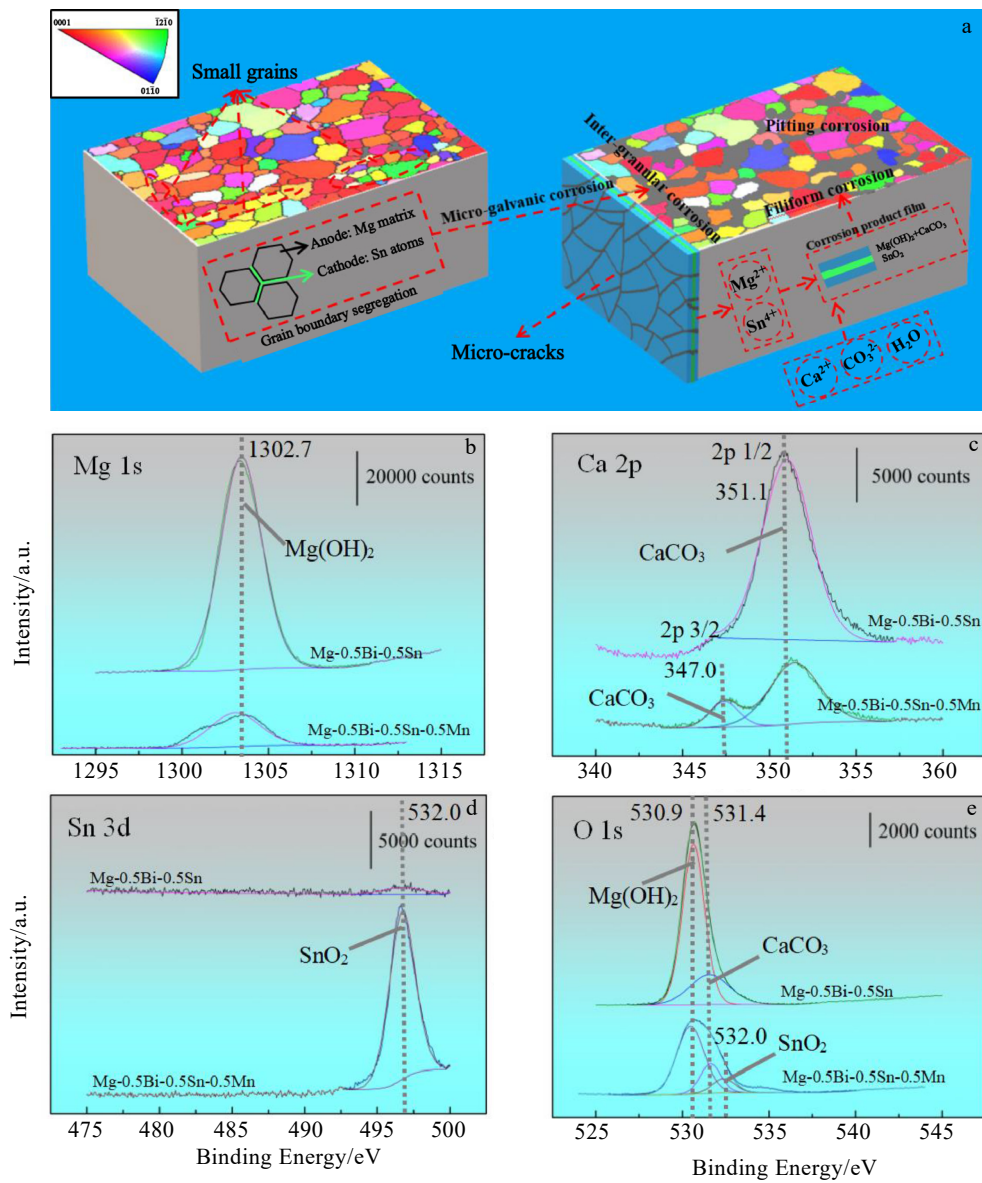 a
0001
1̅21̅0
011̅0
Small grains
Anode: Mg matrix
Cathode: Sn atoms
Grain boundary segregation
Micro-galvanic corrosion
Inter-granular corrosion
Pitting corrosion
Filiform corrosion
Corrosion product film
Mg(OH)₂+CaCO₃
SnO₂
Mg²⁺
Sn⁴⁺
Ca²⁺
CO₃²⁻
H₂O
Micro-cracks
b
Mg 1s
1302.7
20000 counts
Mg(OH)₂
Mg-0.5Bi-0.5Sn
Mg-0.5Bi-0.5Sn-0.5Mn
1295 1300 1305 1310 1315
c
Ca 2p
2p 1/2
351.1
5000 counts
CaCO₃
Mg-0.5Bi-0.5Sn
2p 3/2
347.0
CaCO₃
Mg-0.5Bi-0.5Sn-0.5Mn
340 345 350 355 360
Intensity/a.u.
d
Sn 3d
532.0
5000 counts
Mg-0.5Bi-0.5Sn
SnO₂
Mg-0.5Bi-0.5Sn-0.5Mn
475 480 485 490 495 500
Binding Energy/eV
Intensity/a.u.
e
O 1s
530.9 531.4
2000 counts
Mg(OH)₂
CaCO₃
Mg-0.5Bi-0.5Sn
532.0
SnO₂
Mg-0.5Bi-0.5Sn-0.5Mn
525 530 535 540 545
Binding Energy/eV